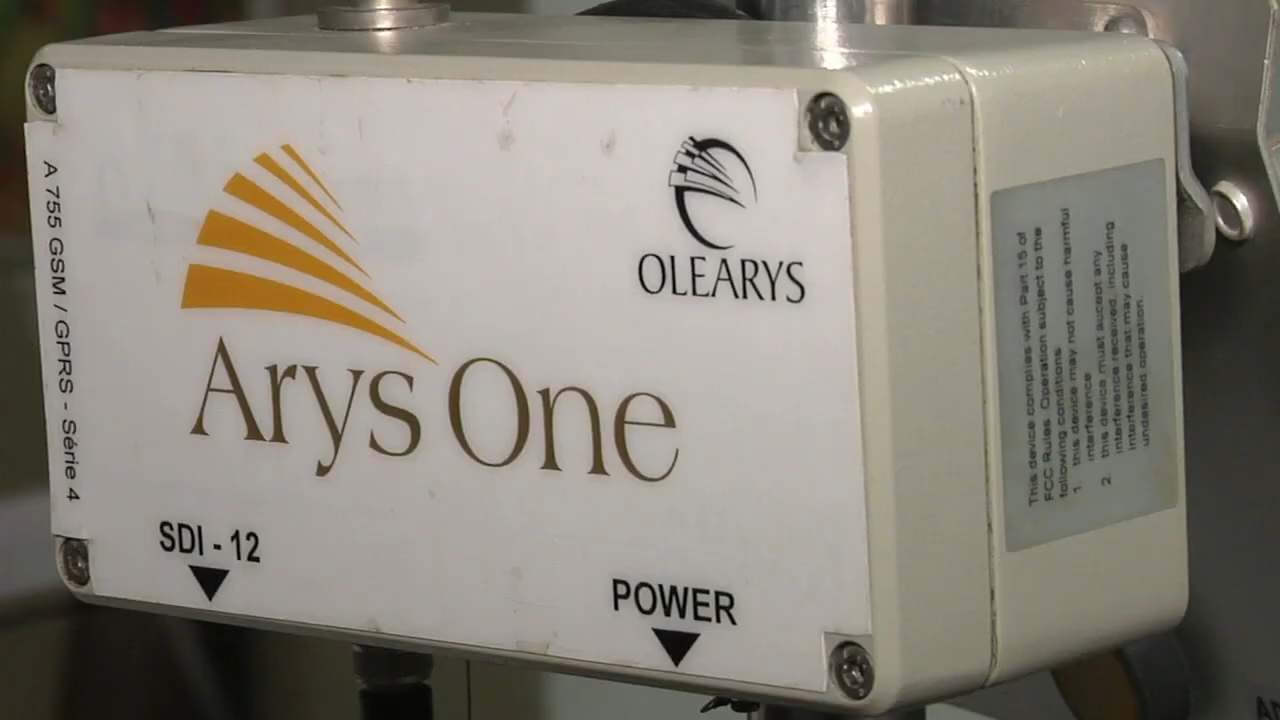 A 755 GSM / GPRS - Série 4
OLEARYS
Arys One
SDI - 12
POWER
This device complies with Part 15 of
FCC Rules. Operation subject to the
following conditions
1. this device may not cause harmful
interference
2. this device must accept any
interference received, including
interference that may cause
undesired operation.